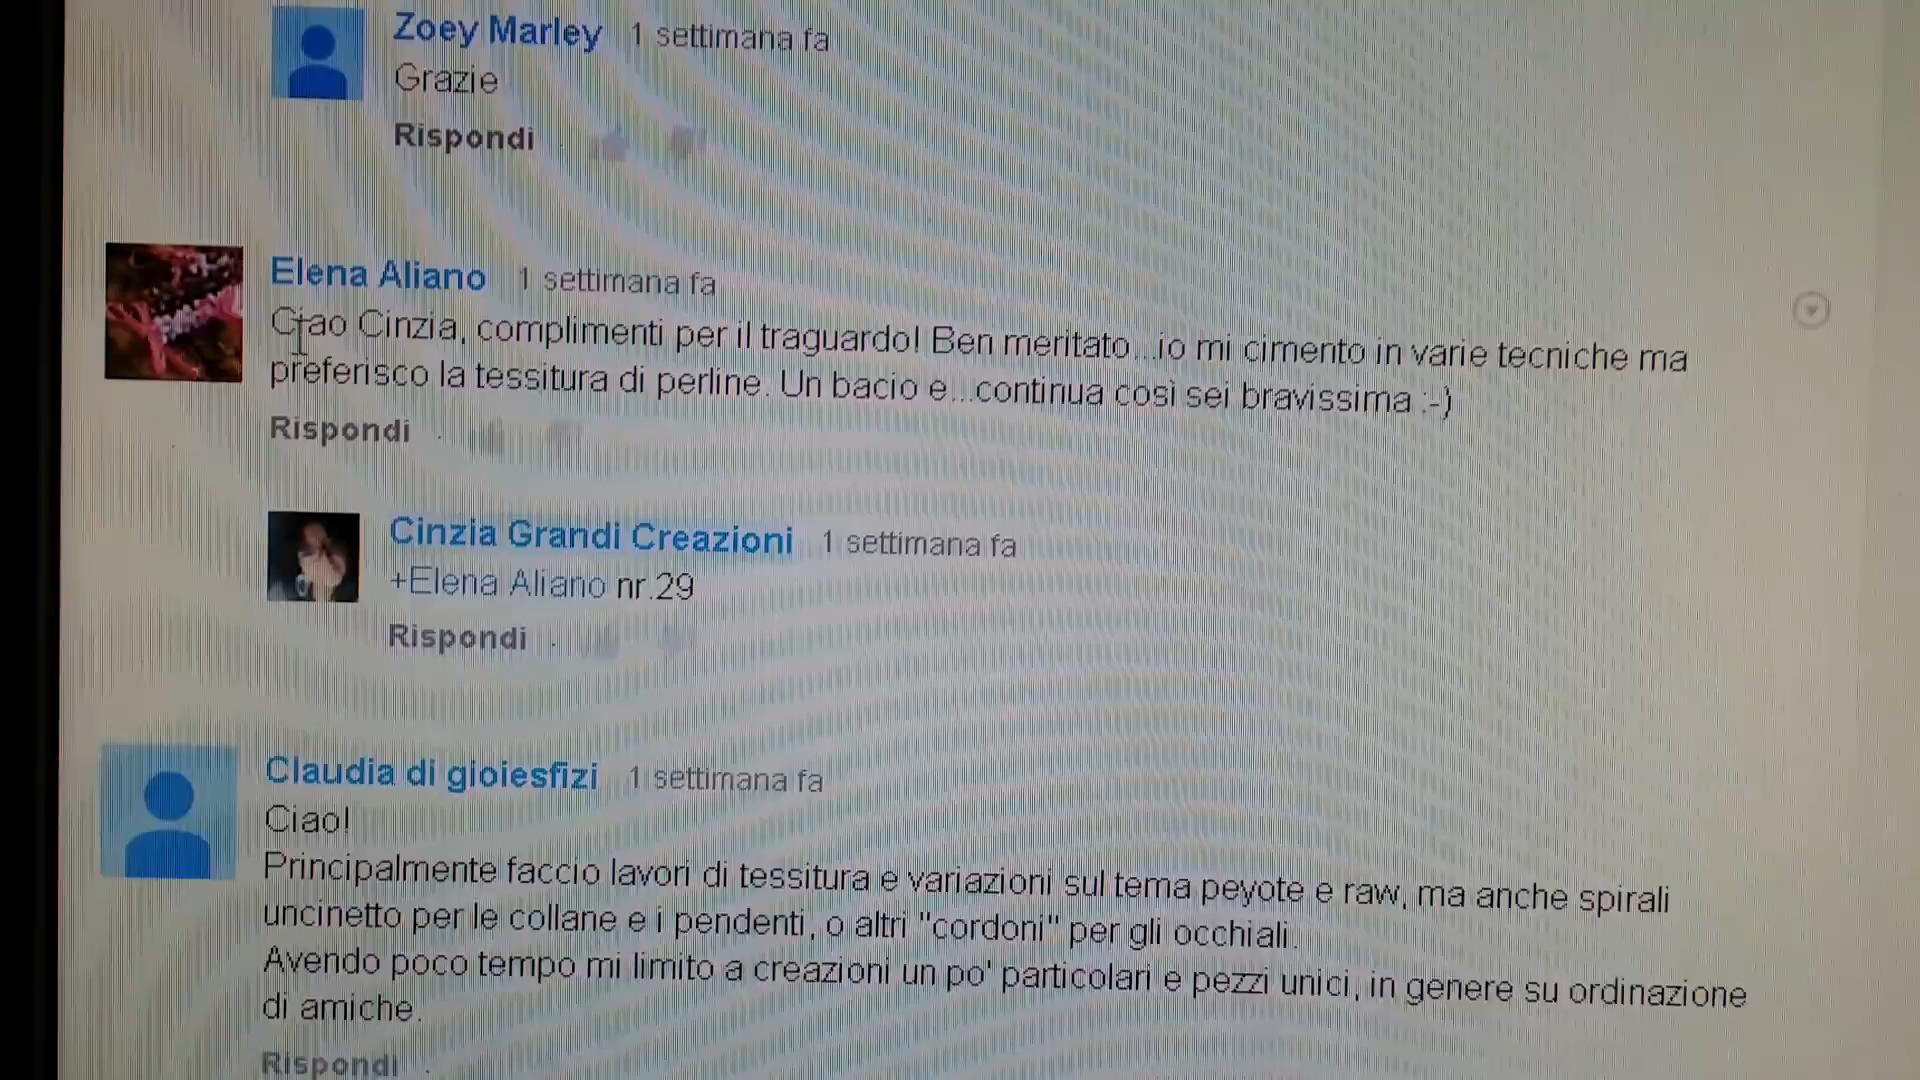 Zoey Marley 1 settimana fa
Grazie
Rispondi
Elena Aliano 1 settimana fa
Ciao Cinzia, complimenti per il traguardo! Ben meritato...io mi cimento in varie tecniche ma
preferisco la tessitura di perline. Un bacio e...continua così sei bravissima :-)
Rispondi
Cinzia Grandi Creazioni 1 settimana fa
+Elena Aliano nr.29
Rispondi
Claudia di gioiesfizi 1 settimana fa
Ciao!
Principalmente faccio lavori di tessitura e variazioni sul tema peyote e raw, ma anche spirali
uncinetto per le collane e i pendenti, o altri "cordoni" per gli occhiali.
Avendo poco tempo mi limito a creazioni un po' particolari e pezzi unici, in genere su ordinazione
di amiche.
Rispondi